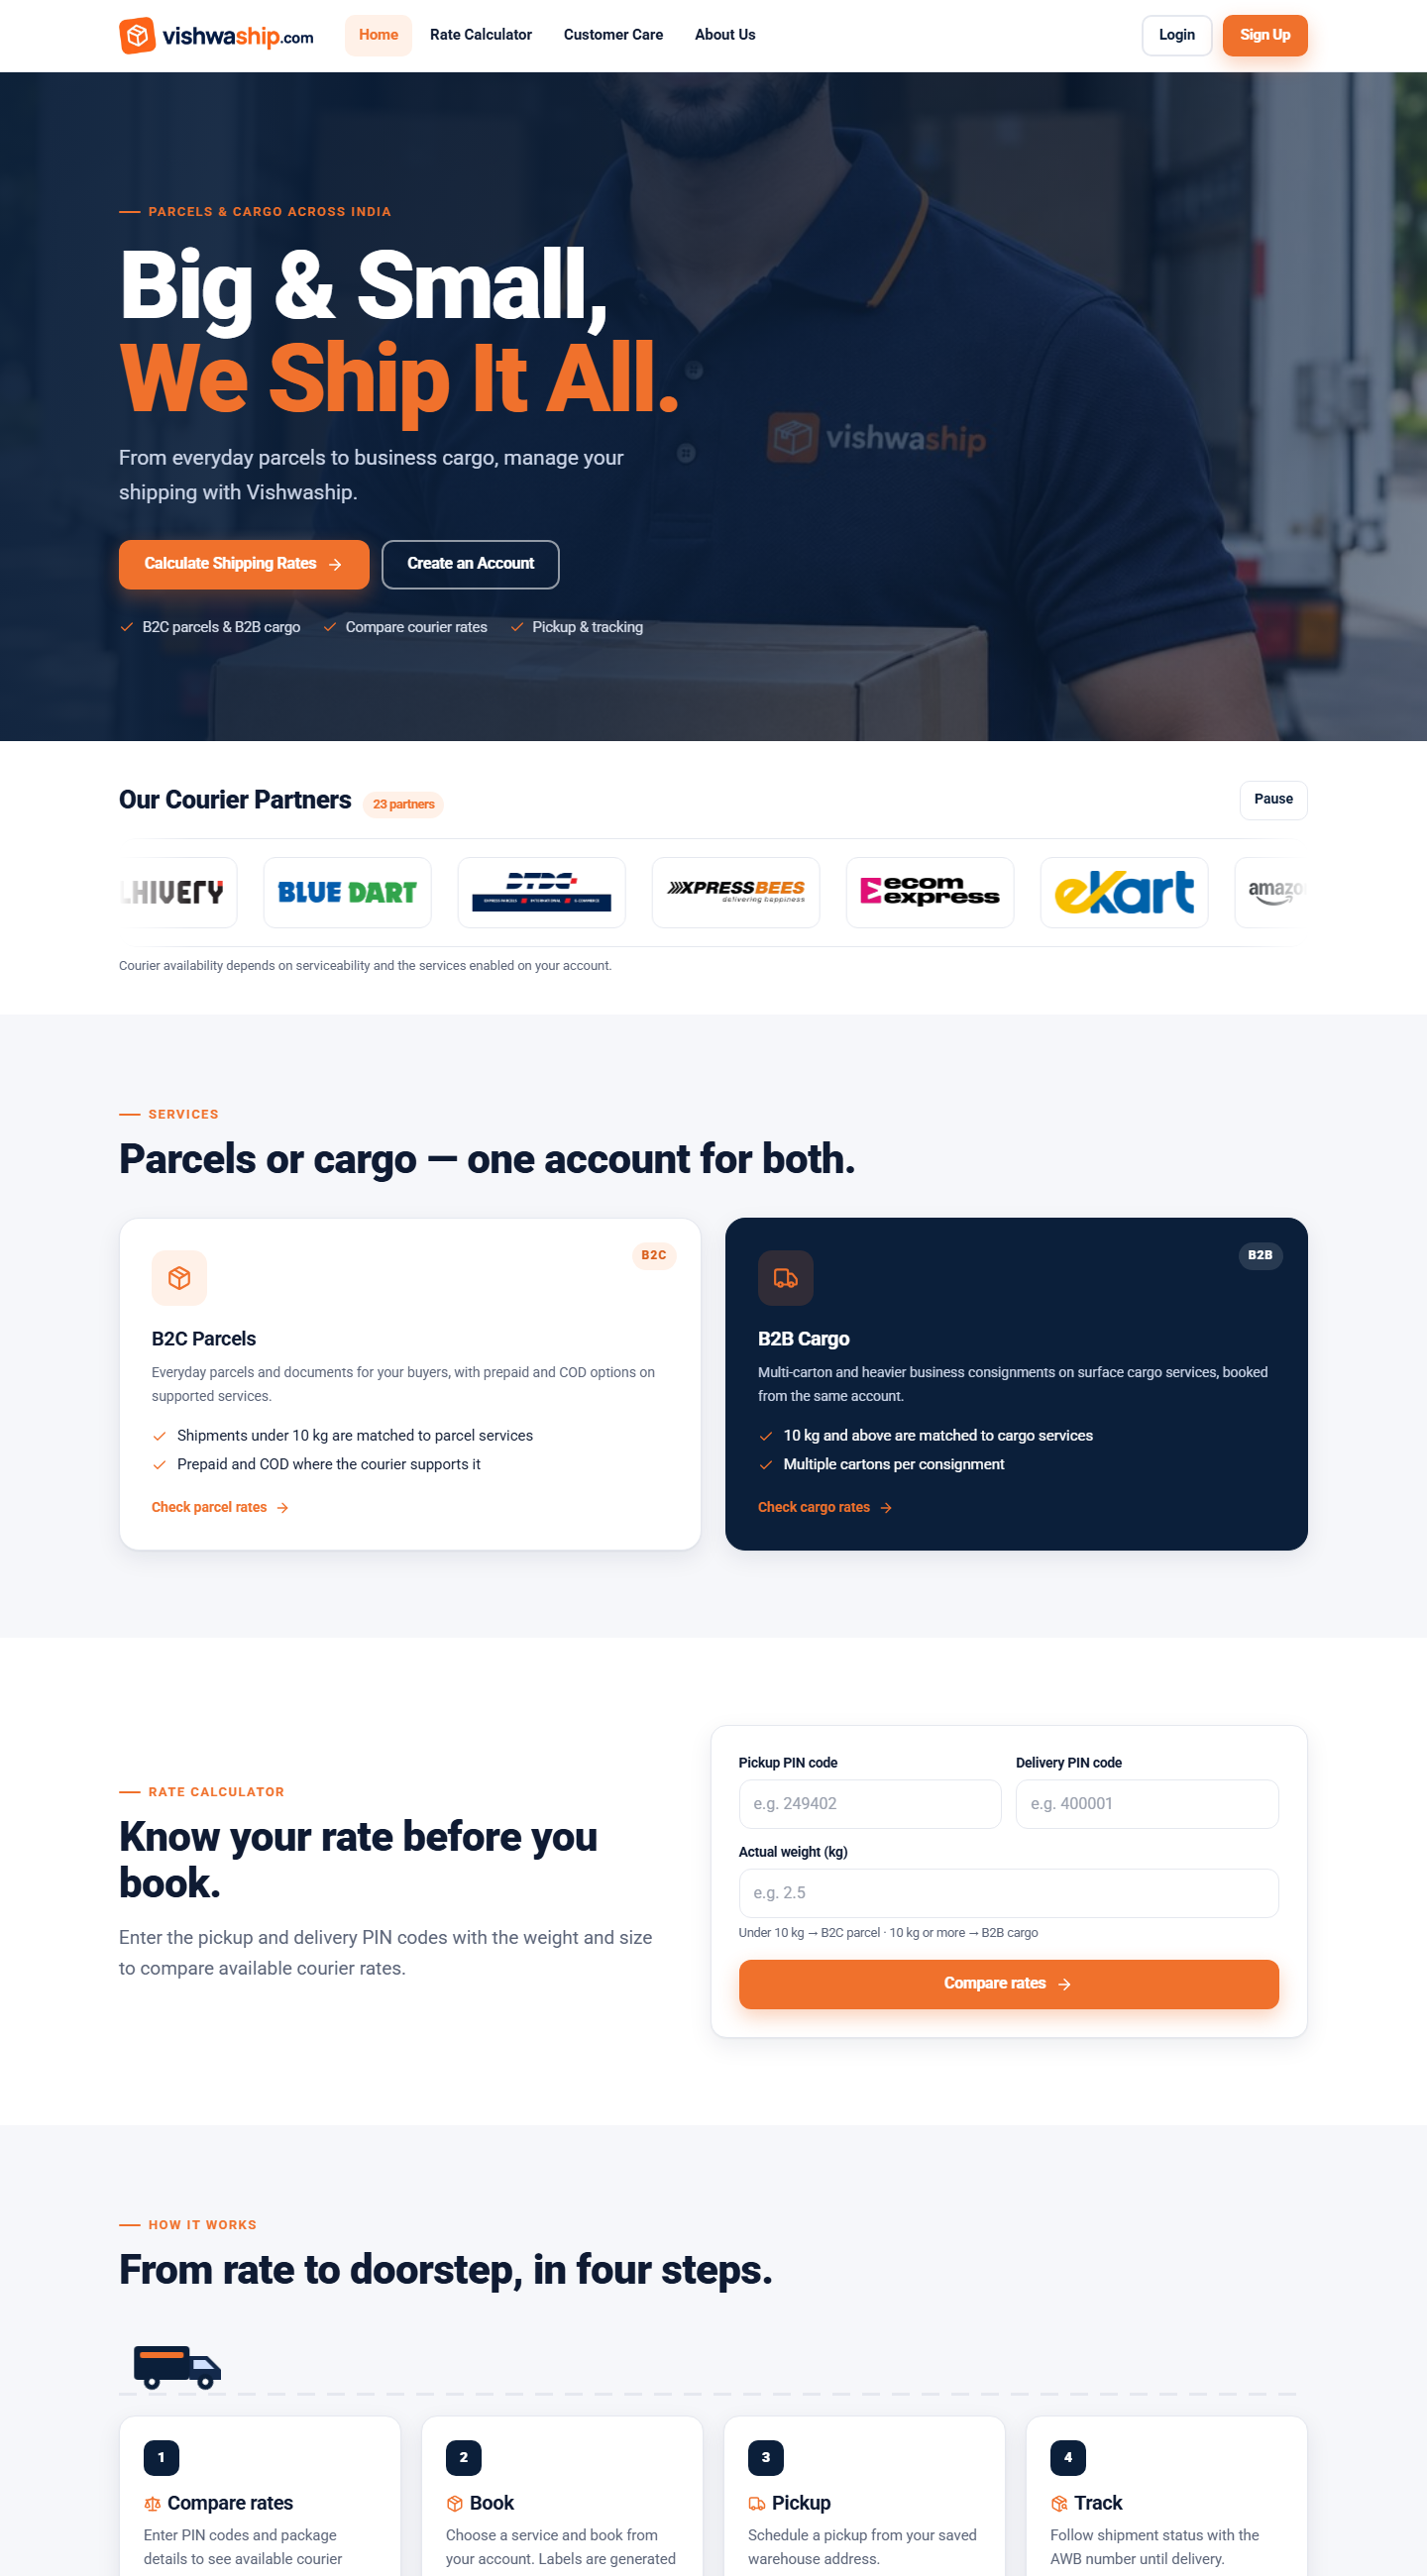 vishwaship.com
Home
Rate Calculator
Customer Care
About Us
Login
Sign Up
PARCELS & CARGO ACROSS INDIA
Big & Small,
We Ship It All.
vishwaship
From everyday parcels to business cargo, manage your
shipping with Vishwaship.
Calculate Shipping Rates
Create an Account
B2C parcels & B2B cargo
Compare courier rates
Pickup & tracking
Our Courier Partners
23 partners
Pause
LHIVERY
BLUE DART
DTDC
EXPRESS PARCELS INTERNATIONAL E-COMMERCE
XPRESSBEES
delivering happiness
ecom
express
ekart
amazo
Courier availability depends on serviceability and the services enabled on your account.
SERVICES
Parcels or cargo — one account for both.
B2C
B2C Parcels
Everyday parcels and documents for your buyers, with prepaid and COD options on
supported services.
Shipments under 10 kg are matched to parcel services
Prepaid and COD where the courier supports it
Check parcel rates
B2B
B2B Cargo
Multi-carton and heavier business consignments on surface cargo services, booked
from the same account.
10 kg and above are matched to cargo services
Multiple cartons per consignment
Check cargo rates
RATE CALCULATOR
Know your rate before you
book.
Enter the pickup and delivery PIN codes with the weight and size
to compare available courier rates.
Pickup PIN code
Delivery PIN code
e.g. 249402
e.g. 400001
Actual weight (kg)
e.g. 2.5
Under 10 kg → B2C parcel · 10 kg or more → B2B cargo
Compare rates
HOW IT WORKS
From rate to doorstep, in four steps.
1
Compare rates
Enter PIN codes and package
details to see available courier
2
Book
Choose a service and book from
your account. Labels are generated
3
Pickup
Schedule a pickup from your saved
warehouse address.
4
Track
Follow shipment status with the
AWB number until delivery.